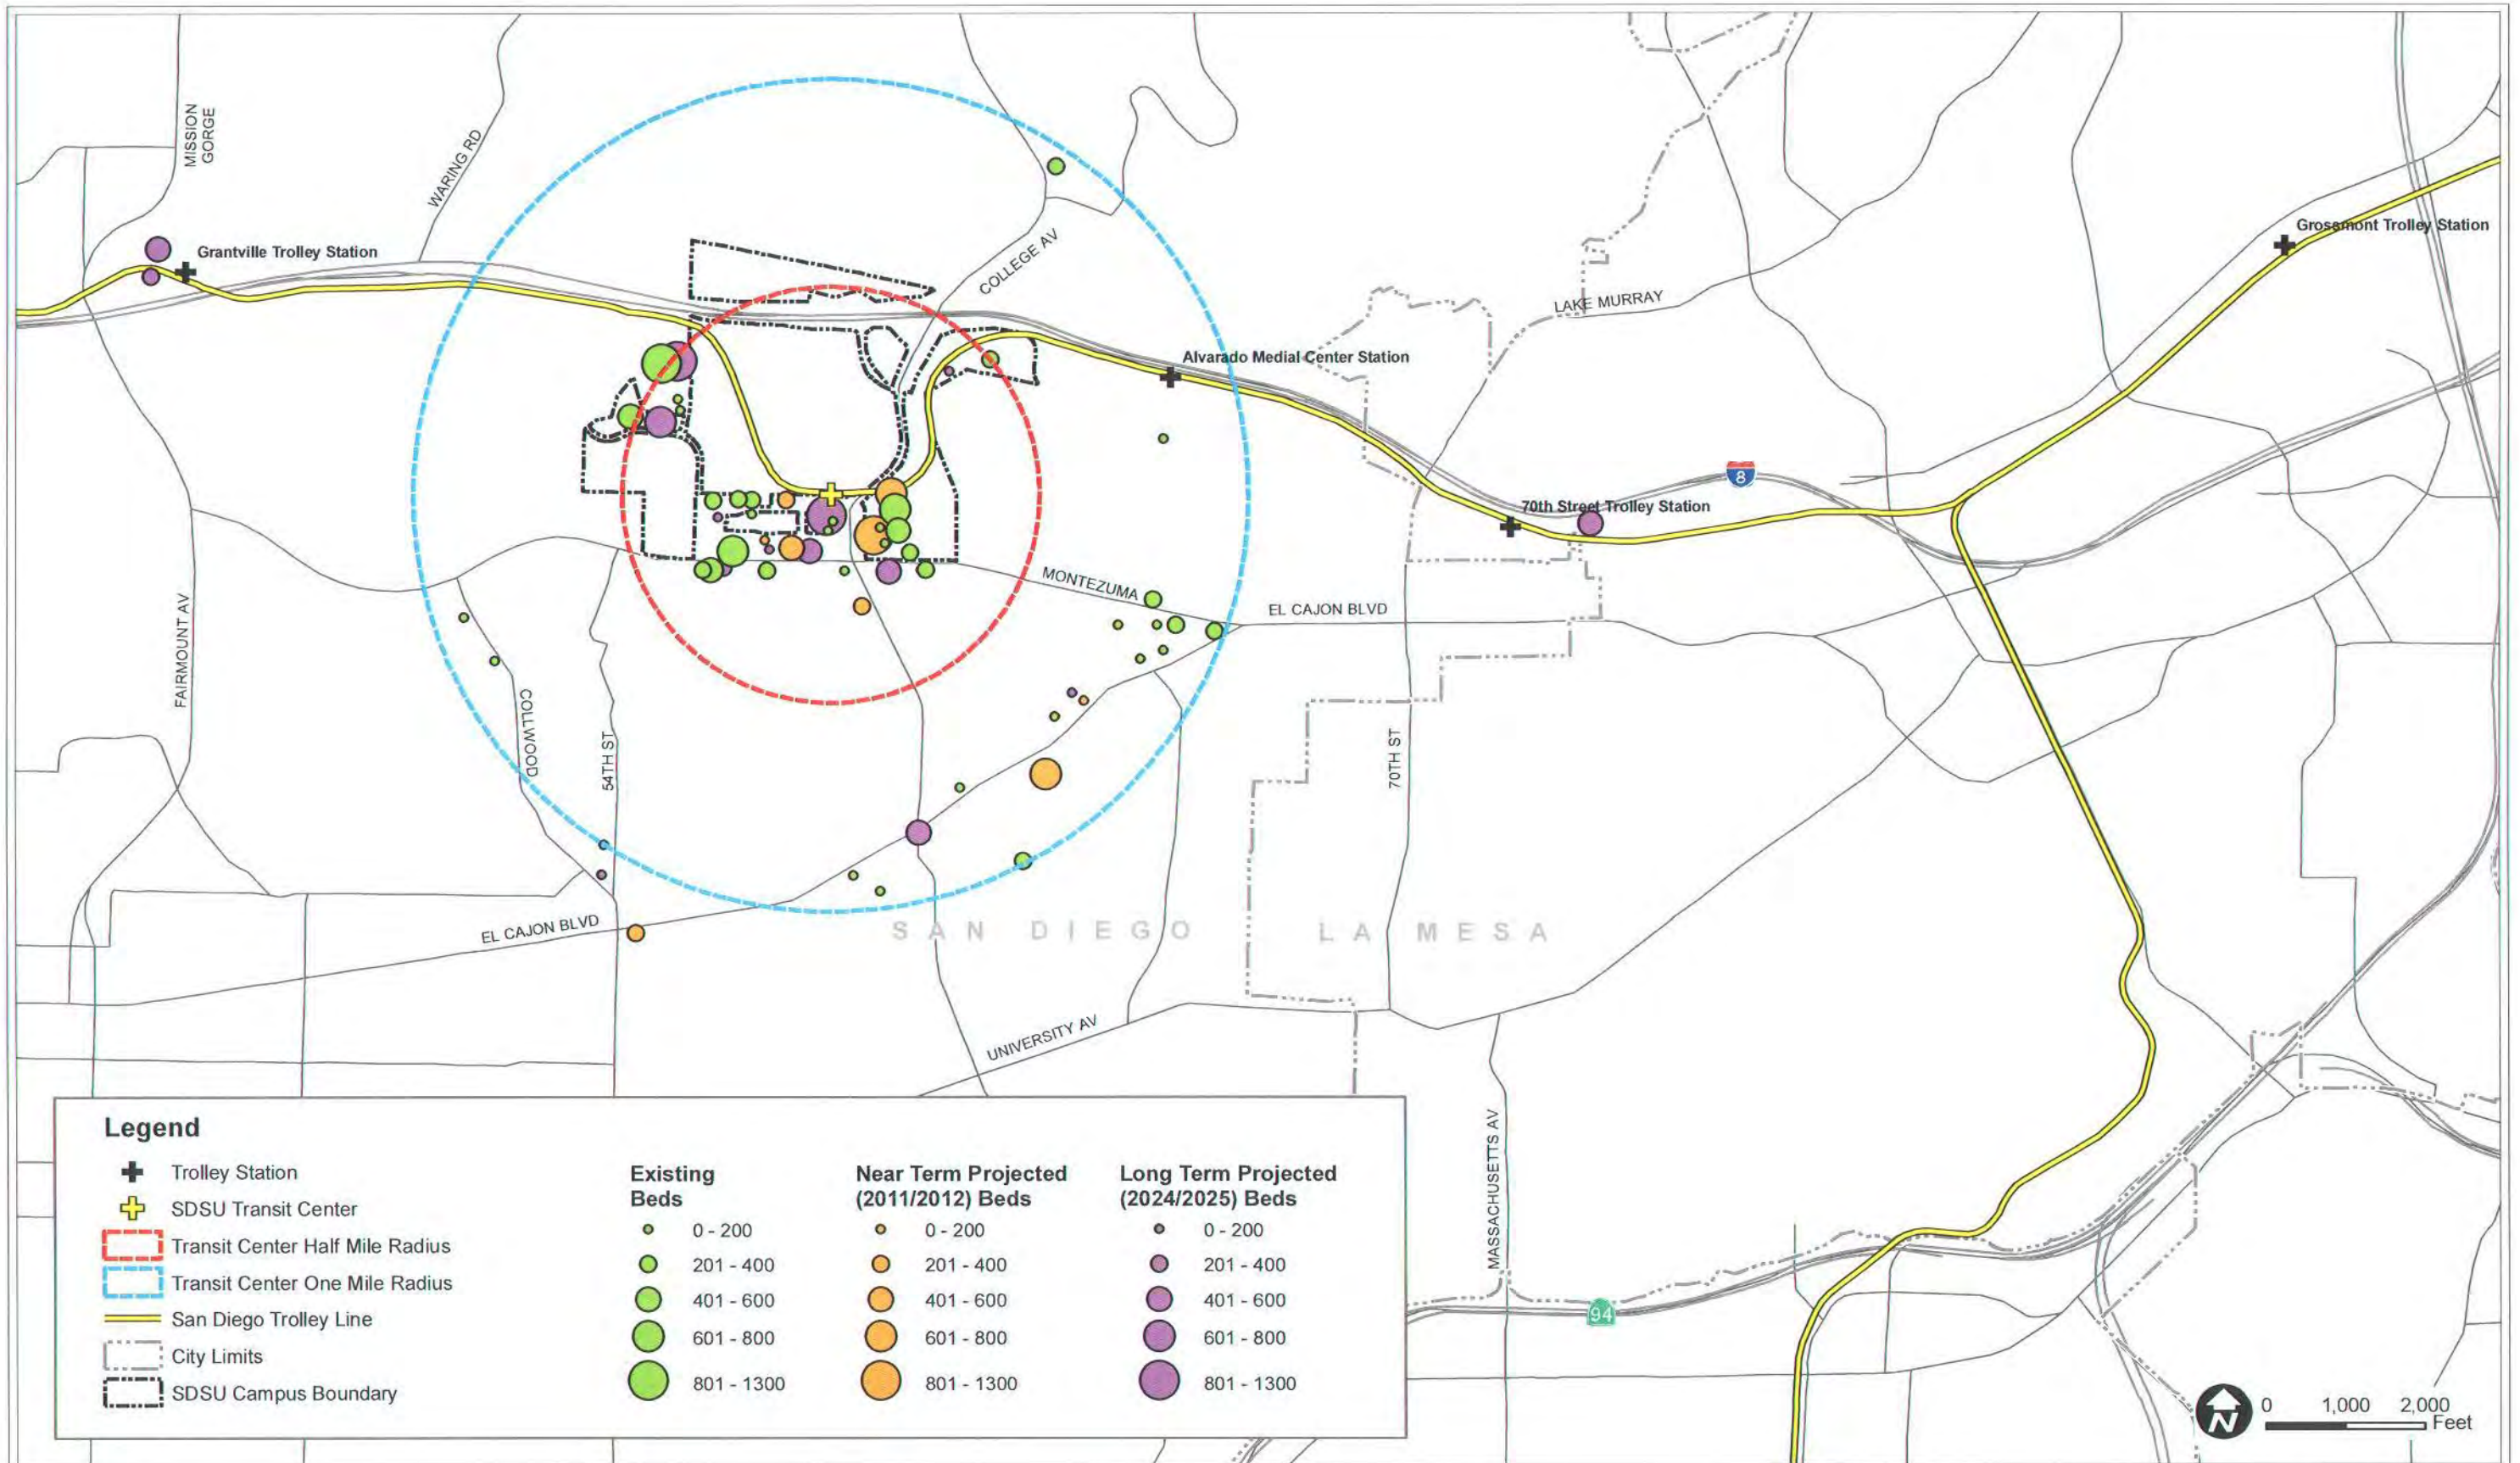 MISSION
GORGE
WARING RD
Grantville Trolley Station
COLLEGE AV
Grossmont Trolley Station
LAKE MURRAY
Alvarado Medial Center Station
8
70th Street Trolley Station
MONTEZUMA
EL CAJON BLVD
FAIRMOUNT AV
COLLWOOD
54TH ST
70TH ST
EL CAJON BLVD
SAN DIEGO
LA MESA
UNIVERSITY AV
MASSACHUSETTS AV
94
Legend
Trolley Station
SDSU Transit Center
Transit Center Half Mile Radius
Transit Center One Mile Radius
San Diego Trolley Line
City Limits
SDSU Campus Boundary
Existing
Beds
0 - 200
201 - 400
401 - 600
601 - 800
801 - 1300
Near Term Projected
(2011/2012) Beds
0 - 200
201 - 400
401 - 600
601 - 800
801 - 1300
Long Term Projected
(2024/2025) Beds
0 - 200
201 - 400
401 - 600
601 - 800
801 - 1300
N
0 1,000 2,000
Feet